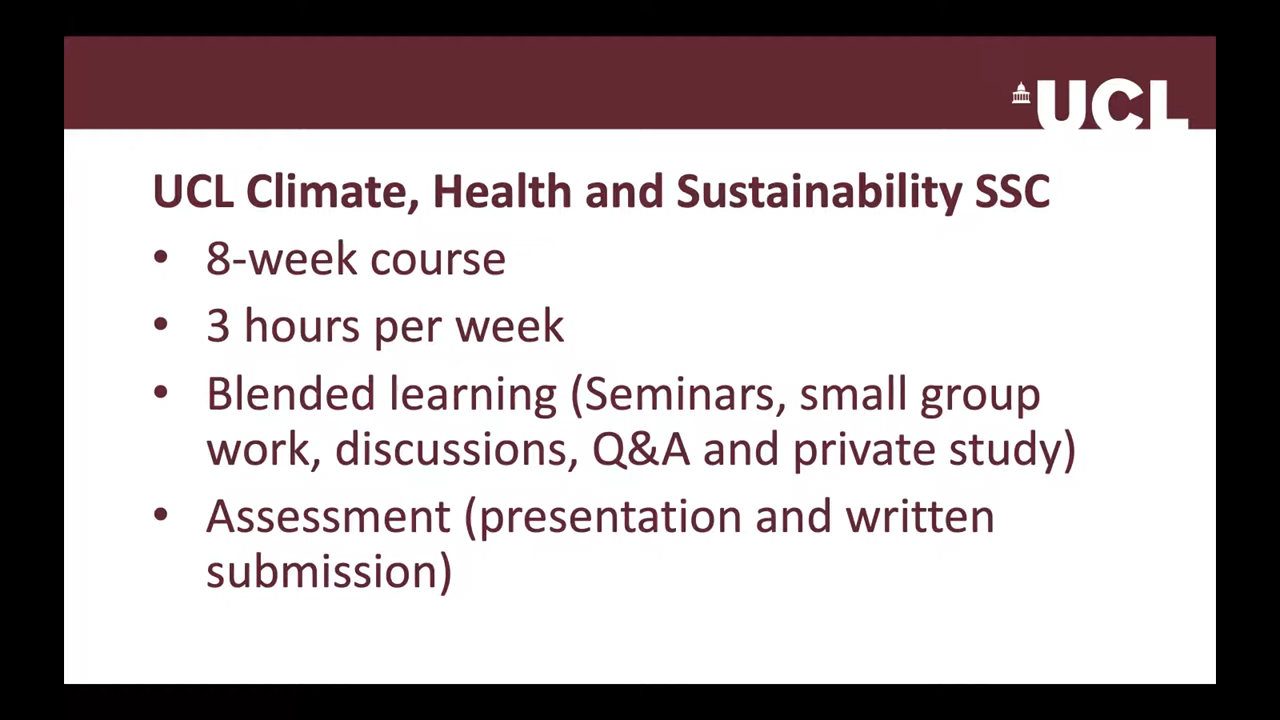 UCL
UCL Climate, Health and Sustainability SSC
• 8-week course
• 3 hours per week
• Blended learning (Seminars, small group
work, discussions, Q&A and private study)
• Assessment (presentation and written
submission)